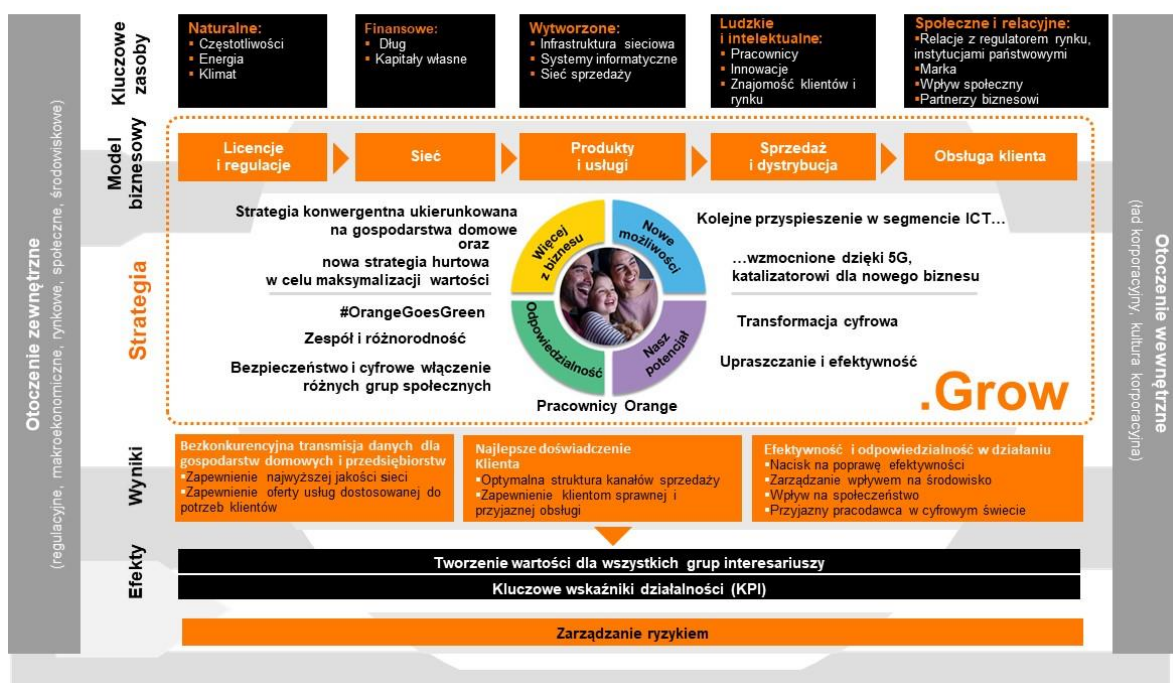 Otoczenie zewnętrzne
(regulacyjne, makroekonomiczne, rynkowe, społeczne, środowiskowe)
Kluczowe
zasoby
Naturalne:
▪ Częstotliwości
▪ Energia
▪ Klimat
Finansowe:
▪ Dług
▪ Kapitały własne
Wytworzone:
▪ Infrastruktura sieciowa
▪ Systemy informatyczne
▪ Sieć sprzedaży
Ludzkie
i intelektualne:
▪ Pracownicy
▪ Innowacje
▪ Znajomość klientów i
rynku
Społeczne i relacyjne:
▪Relacje z regulatorem rynku,
instytucjami państwowymi
▪Marka
▪Wpływ społeczny
▪Partnerzy biznesowi
Model
biznesowy
Licencje
i regulacje
Sieć
Produkty
i usługi
Sprzedaż
i dystrybucja
Obsługa klienta
Strategia
Strategia konwergentna ukierunkowana
na gospodarstwa domowe
oraz
nowa strategia hurtowa
w celu maksymalizacji wartości
#OrangeGoesGreen
Zespół i różnorodność
Bezpieczeństwo i cyfrowe włączenie
różnych grup społecznych
Więcej
z biznesu
Nowe
możliwości
Odpowiedzialność
Nasz
potencjał
Pracownicy Orange
Kolejne przyspieszenie w segmencie ICT…
…wzmocnione dzięki 5G,
katalizatorowi dla nowego biznesu
Transformacja cyfrowa
Upraszczanie i efektywność
.Grow
Wyniki
Bezkonkurencyjna transmisja danych dla
gospodarstw domowych i przedsiębiorstw
▪Zapewnienie najwyższej jakości sieci
▪Zapewnienie oferty usług dostosowanej do
potrzeb klientów
Najlepsze doświadczenie
Klienta
▪Optymalna struktura kanałów sprzedaży
▪Zapewnienie klientom sprawnej i
przyjaznej obsługi
Efektywność i odpowiedzialność w działaniu
▪Nacisk na poprawę efektywności
▪Zarządzanie wpływem na środowisko
▪Wpływ na społeczeństwo
▪Przyjazny pracodawca w cyfrowym świecie
Efekty
Tworzenie wartości dla wszystkich grup interesariuszy
Kluczowe wskaźniki działalności (KPI)
Zarządzanie ryzykiem
Otoczenie wewnętrzne
(ład korporacyjny, kultura korporacyjna)